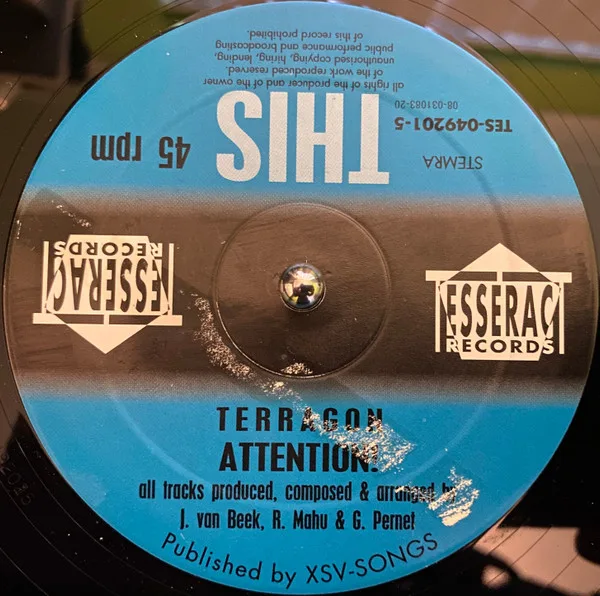 all rights of the producer and of the owner
of the work reproduced reserved.
unauthorised copying, hiring, lending,
public performance and broadcasting
of this record prohibited.
THIS
45 rpm
STEMRA
TES-049201-5
08-031083-20
TESSERACT
RECORDS
TESSERACT
RECORDS
TERRAGON
ATTENTION!
all tracks produced, composed & arranged by
J. van Beek, R. Mahu & G. Pernet
Published by XSV-SONGS